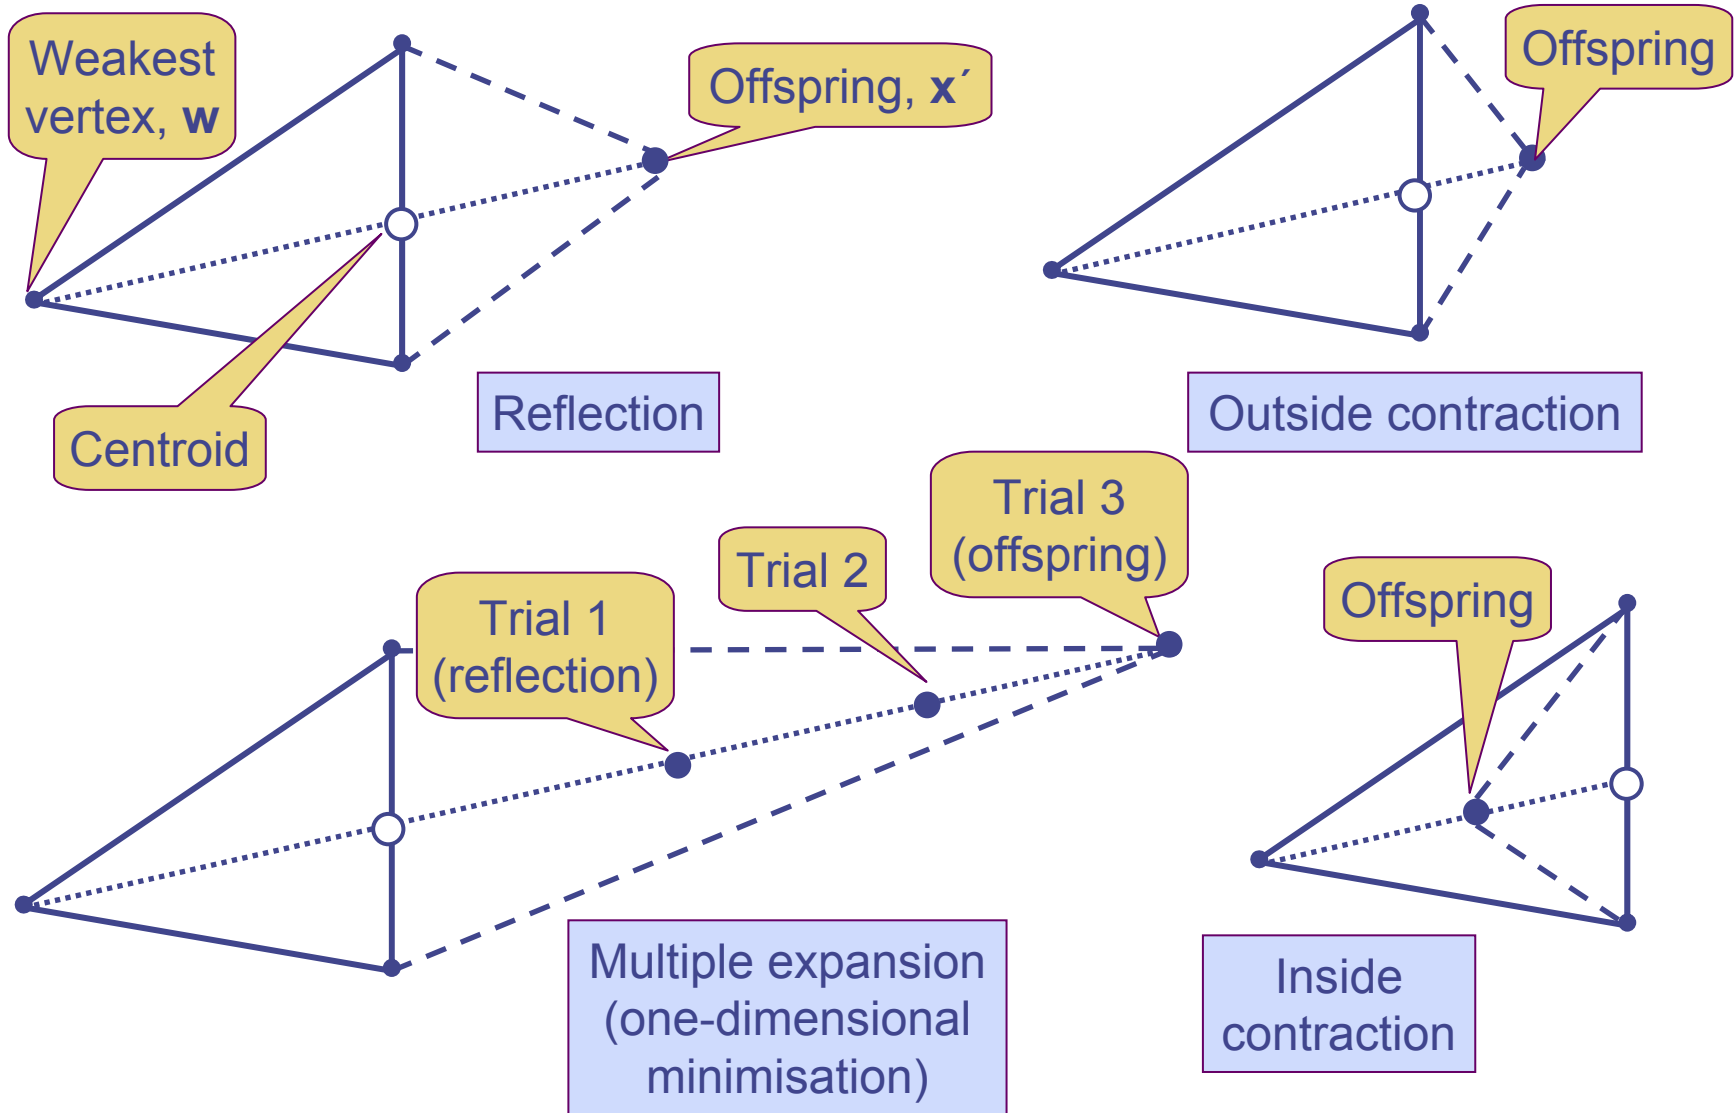 Weakest
vertex, w
Offspring, x´
Offspring
Centroid
Reflection
Outside contraction
Trial 1
(reflection)
Trial 2
Trial 3
(offspring)
Offspring
Multiple expansion
(one-dimensional
minimisation)
Inside
contraction